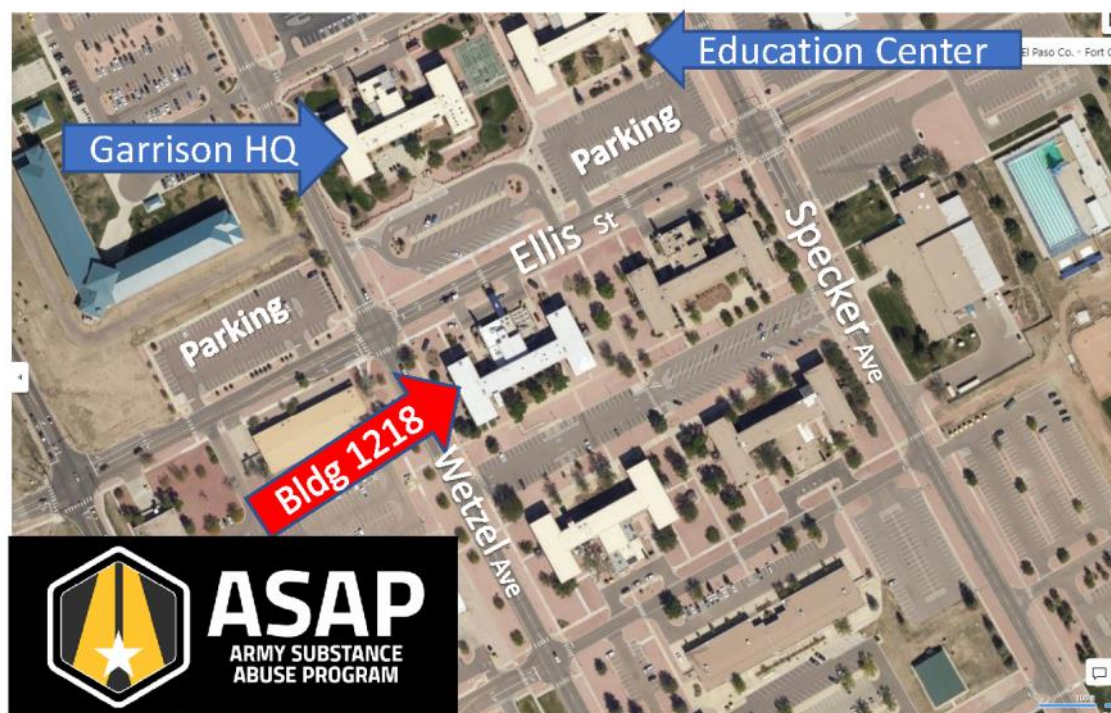 Education Center
El Paso Co. - Fort C
Garrison HQ
Parking
Ellis St
Specker Ave
Parking
Bldg 1218
Wetzel Ave
ASAP
ARMY SUBSTANCE
ABUSE PROGRAM